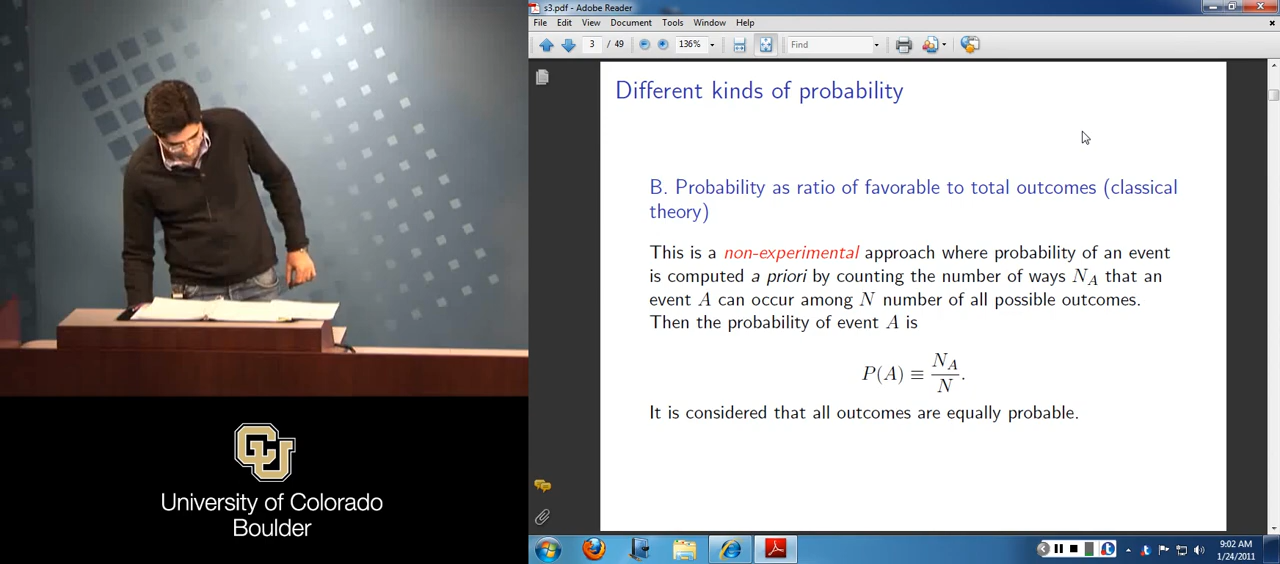 s3.pdf - Adobe Reader
File Edit View Document Tools Window Help
3 / 49 136% Find
Different kinds of probability
B. Probability as ratio of favorable to total outcomes (classical
theory)
This is a non-experimental approach where probability of an event
is computed a priori by counting the number of ways N_A that an
event A can occur among N number of all possible outcomes.
Then the probability of event A is
P(A) ≡ N_A / N.
It is considered that all outcomes are equally probable.
CU
University of Colorado
Boulder
9:02 AM
1/24/2011